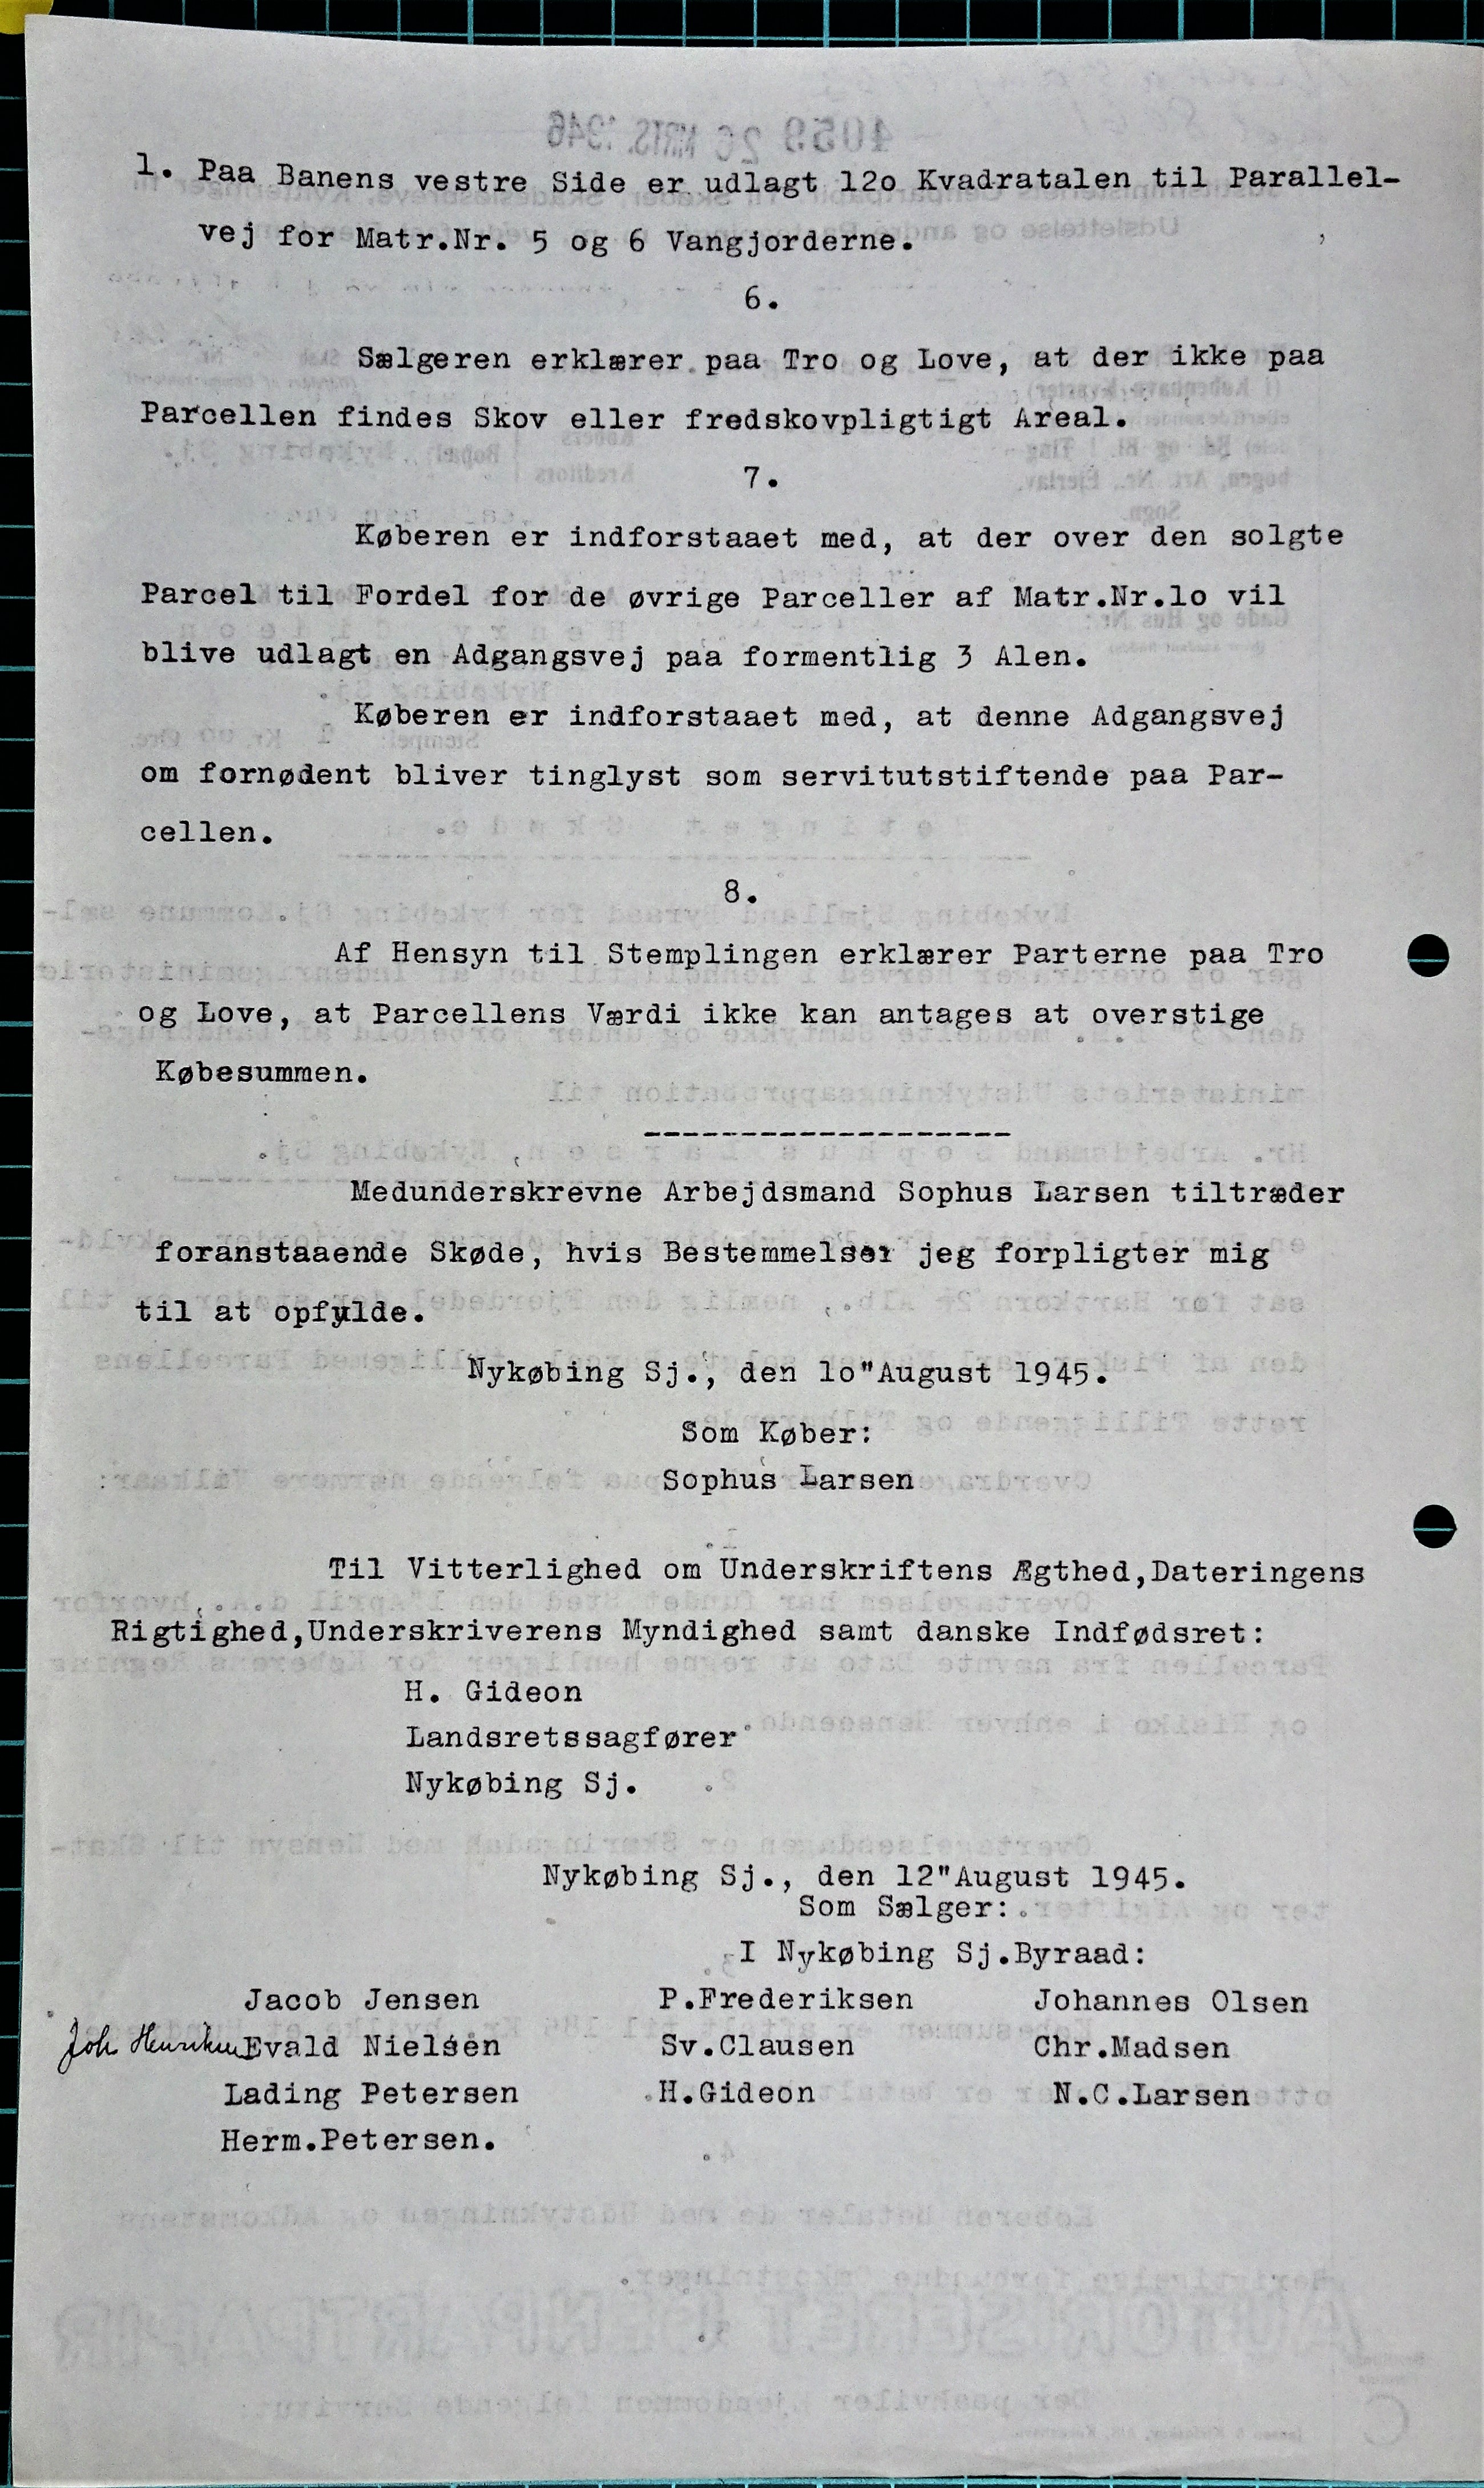 1. Paa Banens vestre Side er udlagt 12o Kvadratalen til Parallel-
vej for Matr.Nr. 5 og 6 Vangjorderne.
6.
Sælgeren erklærer paa Tro og Love, at der ikke paa
Parcellen findes Skov eller fredskovpligtigt Areal.
7.
Køberen er indforstaaet med, at der over den solgte
Parcel til Fordel for de øvrige Parceller af Matr.Nr.lo vil
blive udlagt en Adgangsvej paa formentlig 3 Alen.
Køberen er indforstaaet med, at denne Adgangsvej
om fornødent bliver tinglyst som servitutstiftende paa Par-
cellen.
8.
Af Hensyn til Stemplingen erklærer Parterne paa Tro
og Love, at Parcellens Værdi ikke kan antages at overstige
Købesummen.
Medunderskrevne Arbejdsmand Sophus Larsen tiltræder
foranstaaende Skøde, hvis Bestemmelser jeg forpligter mig
til at opfylde.
Nykøbing Sj., den lo"August 1945.
Som Køber:
Sophus Larsen
Til Vitterlighed om Underskriftens Ægthed,Dateringens
Rigtighed,Underskriverens Myndighed samt danske Indfødsret:
H. Gideon
Landsretssagfører
Nykøbing Sj.
Nykøbing Sj., den 12"August 1945.
Som Sælger:
I Nykøbing Sj.Byraad:
Jacob Jensen P.Frederiksen Johannes Olsen
Joh Henriksen Evald Nielsen Sv.Clausen Chr.Madsen
Lading Petersen H.Gideon N.C.Larsen
Herm.Petersen.